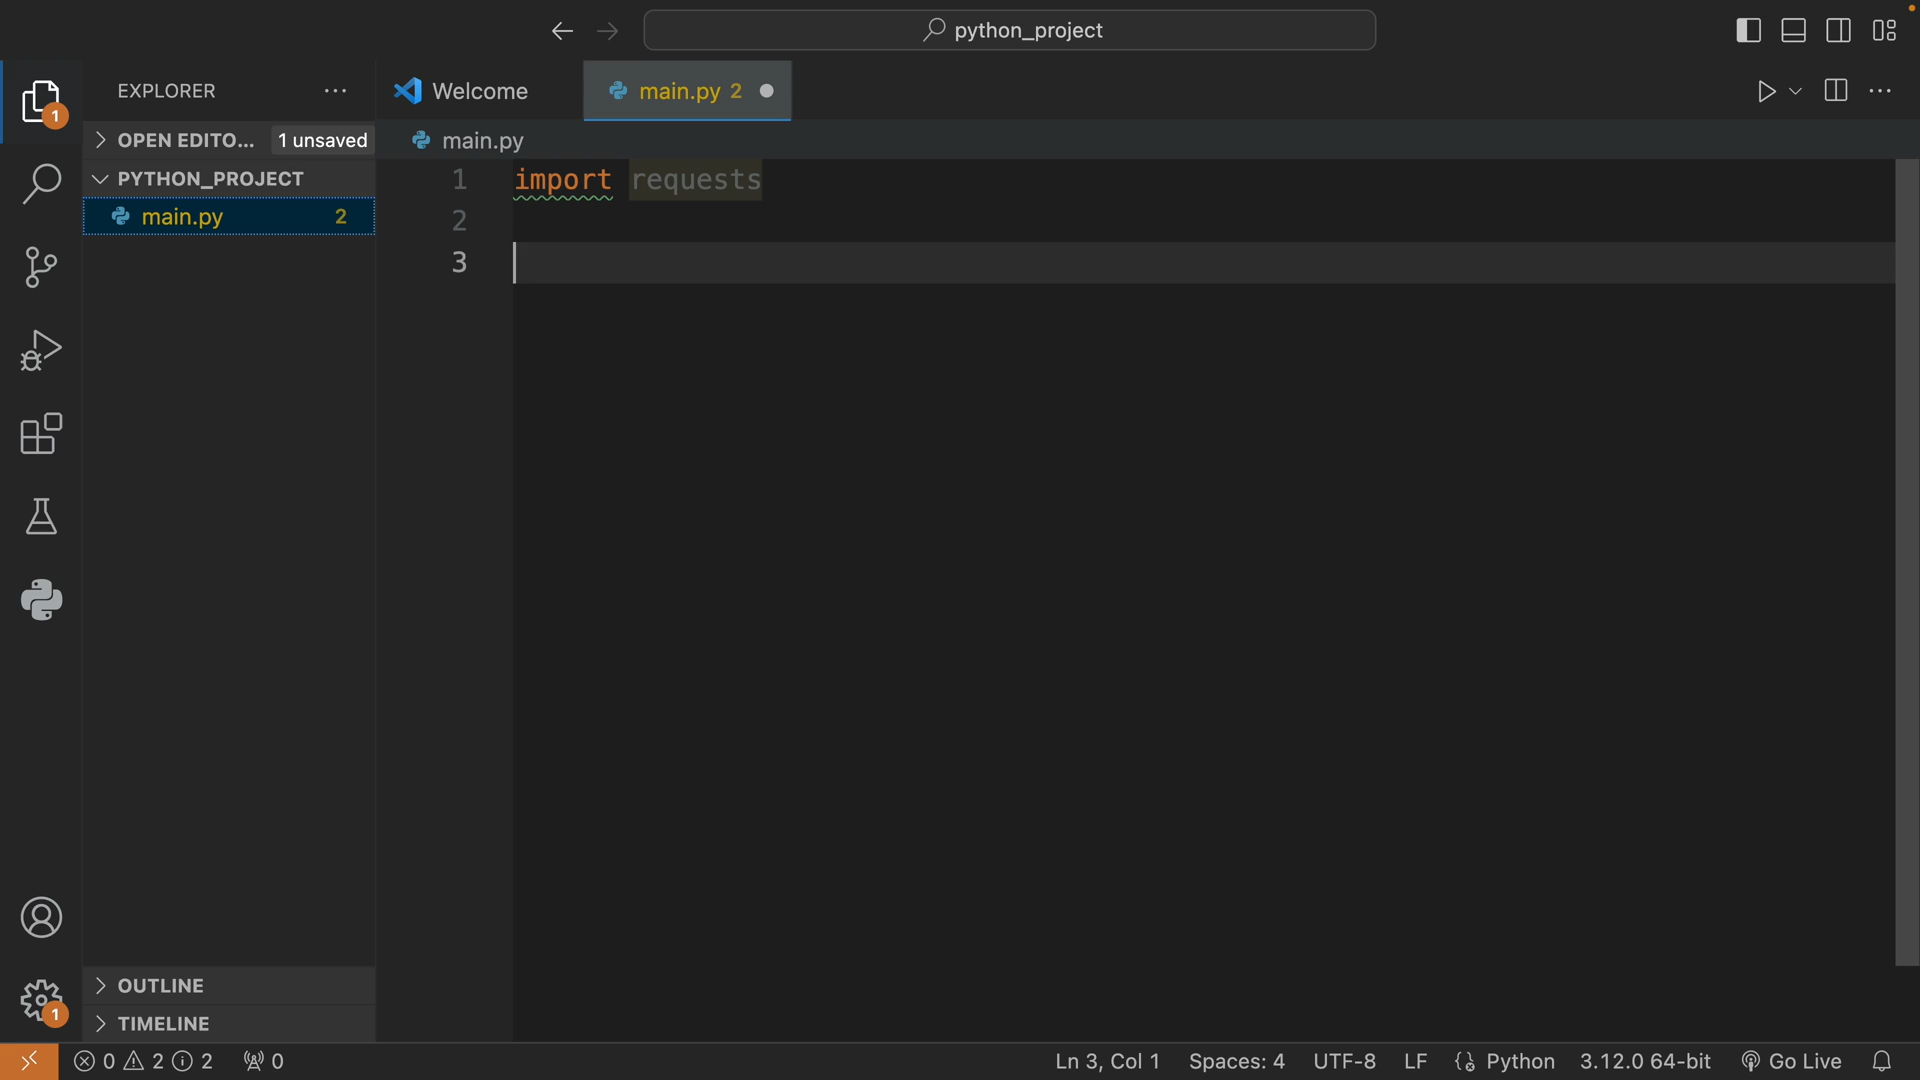 python_project
EXPLORER
Welcome
main.py 2
1
OPEN EDITO... 1 unsaved
main.py
PYTHON_PROJECT
main.py 2
1 import requests
2
3
OUTLINE
TIMELINE
1
0 2 2 0
Ln 3, Col 1 Spaces: 4 UTF-8 LF Python 3.12.0 64-bit Go Live